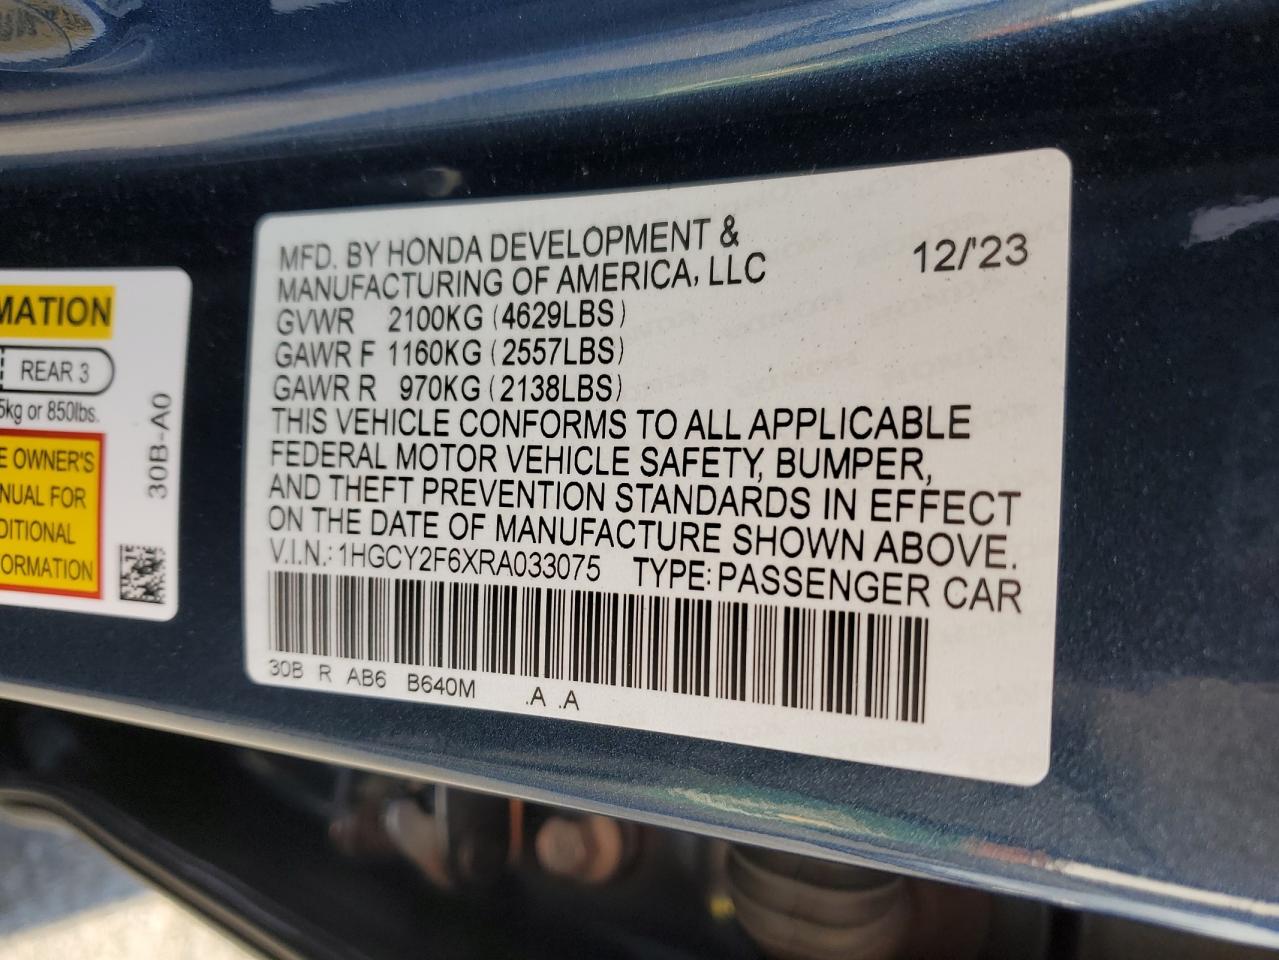 MATION
REAR 3
5kg or 850lbs.
E OWNER'S
NUAL FOR
DITIONAL
FORMATION
30B-A0
MFD. BY HONDA DEVELOPMENT &
MANUFACTURING OF AMERICA, LLC
12/'23
GVWR 2100KG (4629LBS)
GAWR F 1160KG (2557LBS)
GAWR R 970KG (2138LBS)
THIS VEHICLE CONFORMS TO ALL APPLICABLE
FEDERAL MOTOR VEHICLE SAFETY, BUMPER,
AND THEFT PREVENTION STANDARDS IN EFFECT
ON THE DATE OF MANUFACTURE SHOWN ABOVE.
V.I.N.: 1HGCY2F6XRA033075 TYPE: PASSENGER CAR
30B R AB6 B640M .A .A